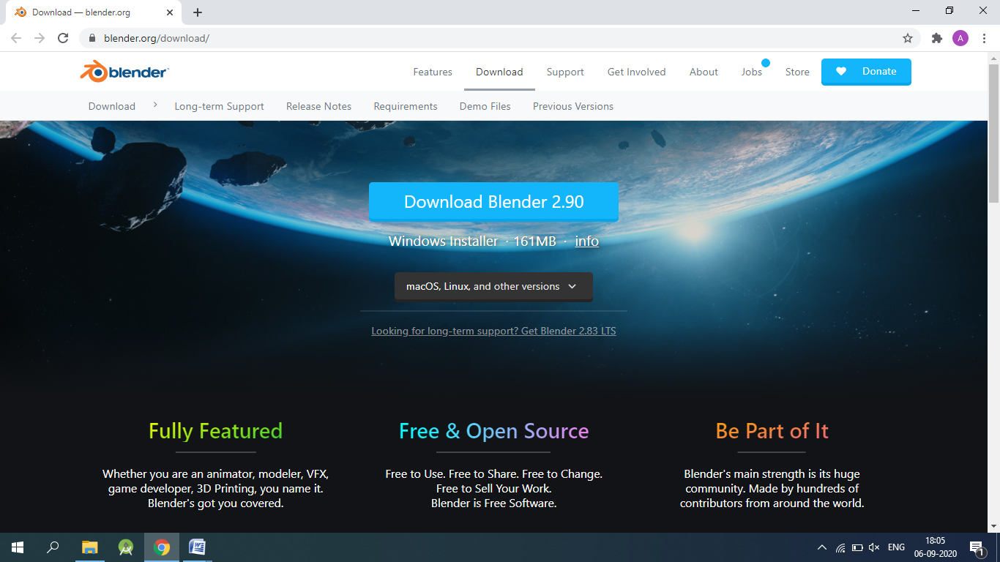 Download — blender.org
blender.org/download/
A
blender
Features Download Support Get Involved About Jobs Store Donate
Download Long-term Support Release Notes Requirements Demo Files Previous Versions
Download Blender 2.90
Windows Installer · 161MB · info
macOS, Linux, and other versions
Looking for long-term support? Get Blender 2.83 LTS
Fully Featured
Whether you are an animator, modeler, VFX,
game developer, 3D Printing, you name it.
Blender's got you covered.
Free & Open Source
Free to Use. Free to Share. Free to Change.
Free to Sell Your Work.
Blender is Free Software.
Be Part of It
Blender's main strength is its huge
community. Made by hundreds of
contributors from around the world.
ENG
18:05
06-09-2020
1